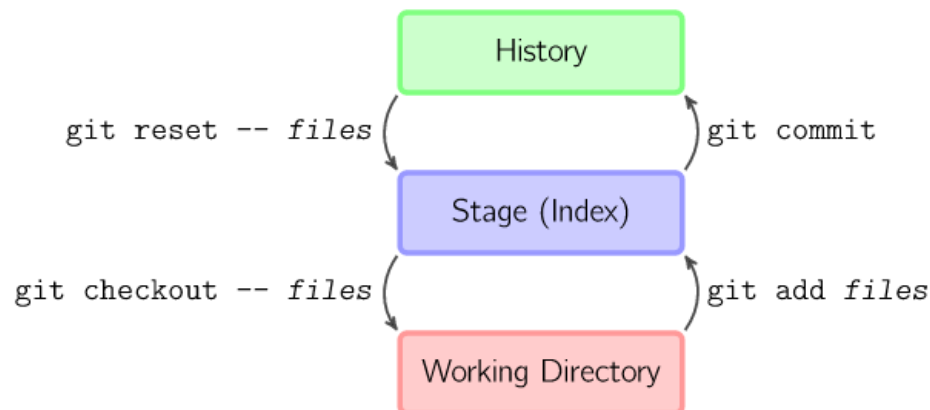 History
git reset -- files
git commit
Stage (Index)
git checkout -- files
git add files
Working Directory